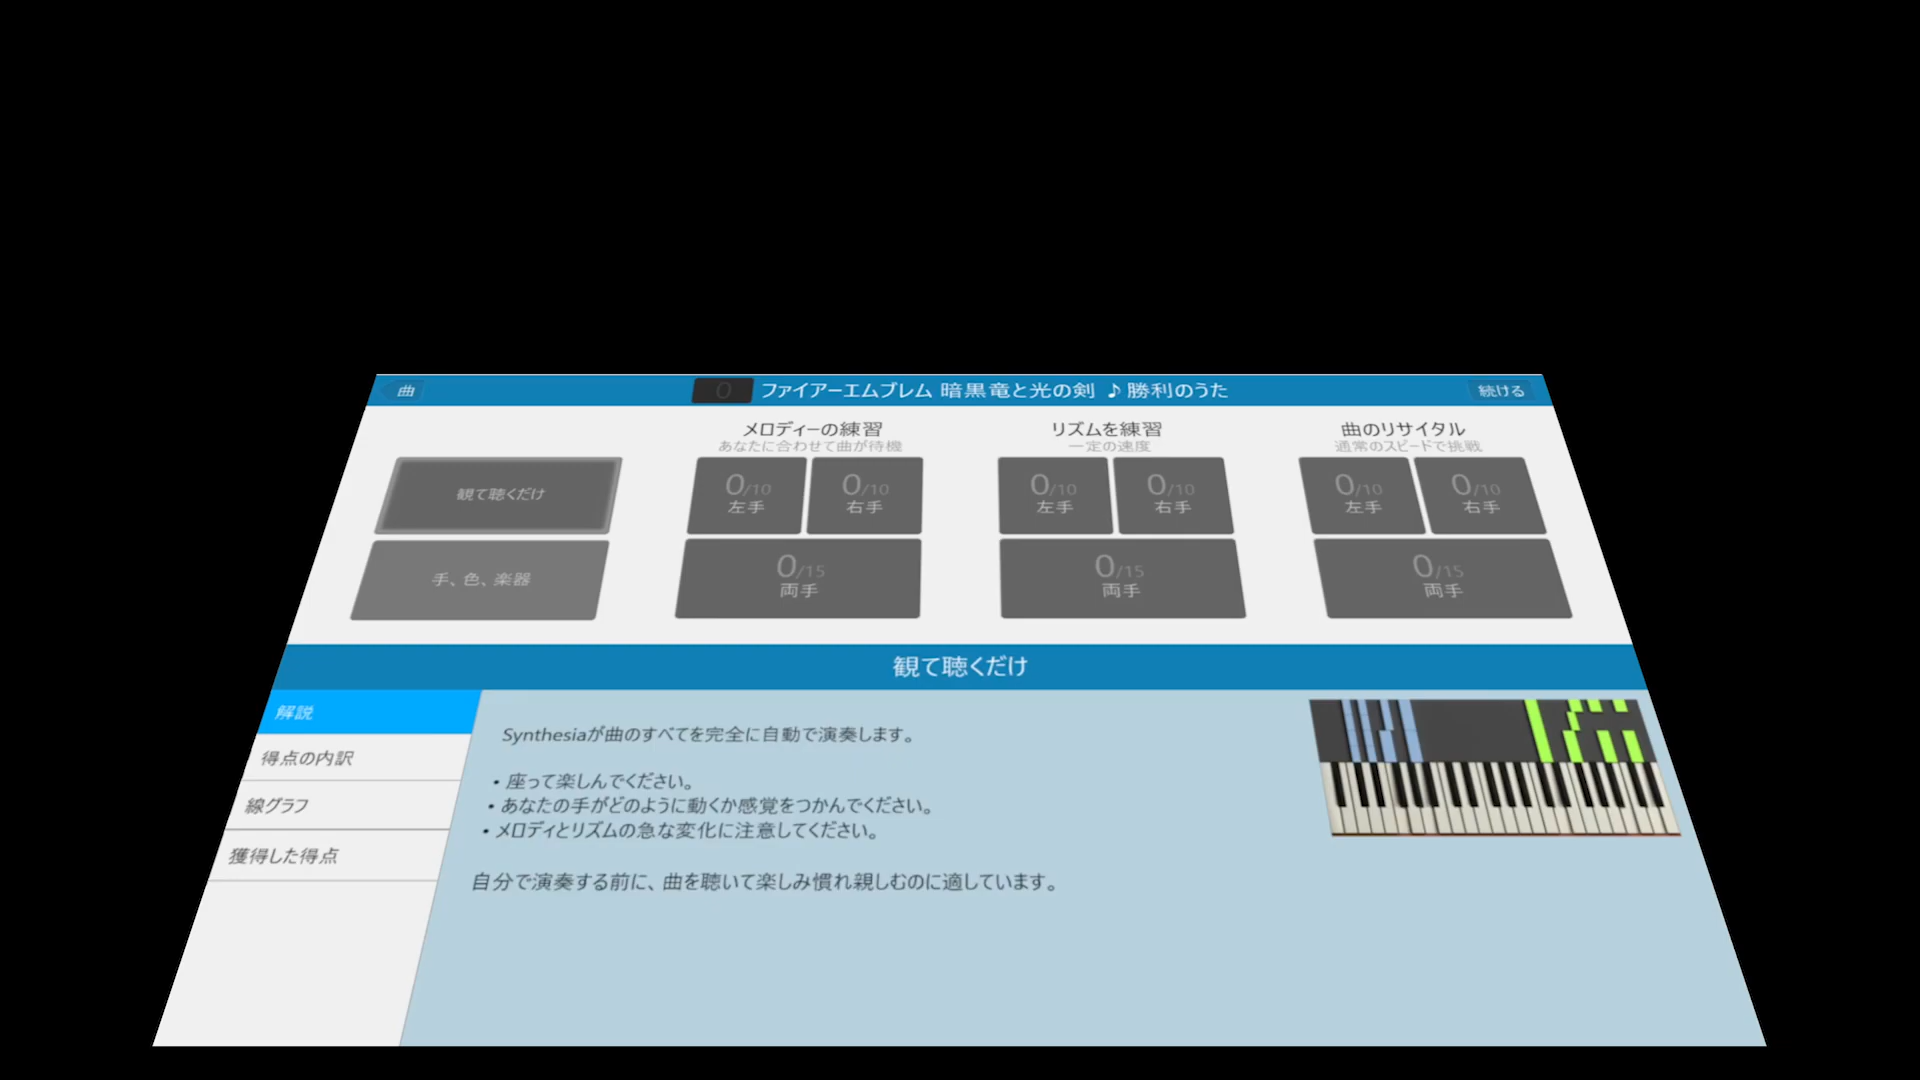 曲
0
ファイアーエムブレム 暗黒竜と光の剣 ♪勝利のうた
続ける
メロディーの練習
あなたに合わせて曲が待機
リズムを練習
一定の速度
曲のリサイタル
通常のスピードで挑戦
観て聴くだけ
0/10
左手
0/10
右手
0/10
左手
0/10
右手
0/10
左手
0/10
右手
手、色、楽器
0/15
両手
0/15
両手
0/15
両手
観て聴くだけ
解説
得点の内訳
線グラフ
獲得した得点
Synthesiaが曲のすべてを完全に自動で演奏します。
• 座って楽しんでください。
• あなたの手がどのように動くか感覚をつかんでください。
• メロディとリズムの急な変化に注意してください。
自分で演奏する前に、曲を聴いて楽しみ慣れ親しむのに適しています。